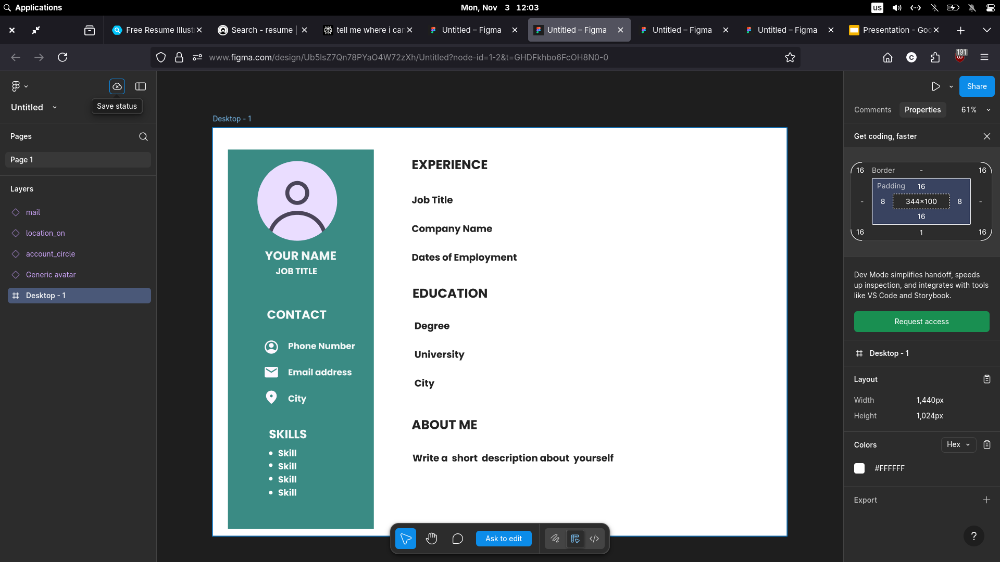 Applications
Mon, Nov 3 12:03
us
Free Resume Illust
Search - resume |
tell me where i can
Untitled – Figma
Untitled – Figma
Untitled – Figma
Untitled – Figma
Presentation - Goo
www.figma.com/design/Ub5lsZ7Qn78PYaO4W72zXh/Untitled?node-id=1-2&t=GHDFkhbo6FcOH8N0-0
191
Untitled
Save status
Pages
Page 1
Layers
mail
location_on
account_circle
Generic avatar
Desktop - 1
Desktop - 1
YOUR NAME
JOB TITLE
CONTACT
Phone Number
Email address
City
SKILLS
• Skill
• Skill
• Skill
• Skill
EXPERIENCE
Job Title
Company Name
Dates of Employment
EDUCATION
Degree
University
City
ABOUT ME
Write a short description about yourself
Ask to edit
Share
Comments
Properties
61%
Get coding, faster
16 Border - 16
Padding 16
- 8 344×100 8 -
16
16 1 16
Dev Mode simplifies handoff, speeds
up inspection, and integrates with tools
like VS Code and Storybook.
Request access
Desktop - 1
Layout
Width 1,440px
Height 1,024px
Colors
Hex
#FFFFFF
Export
?